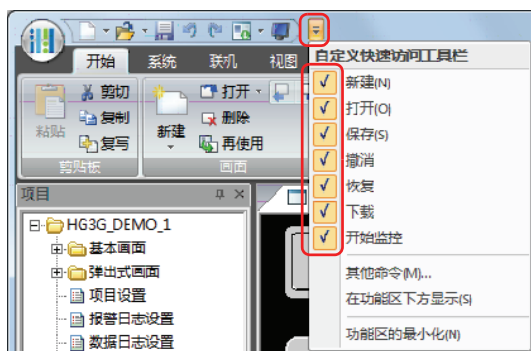 开始 系统 联机 视图
自定义快速访问工具栏
新建(N)
打开(O)
保存(S)
撤消
恢复
下载
开始监控
其他命令(M)...
在功能区下方显示(S)
功能区的最小化(N)
粘贴
剪切
复制
复写
剪贴板
新建
打开
删除
再使用
画面
项目
HG3G_DEMO_1
基本画面
弹出式画面
项目设置
报警日志设置
数据日志设置